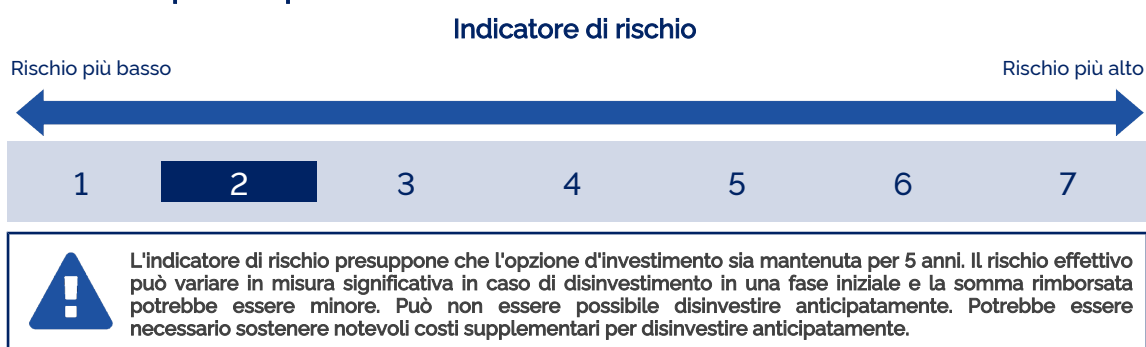 Indicatore di rischio
Rischio più basso
Rischio più alto
1 2 3 4 5 6 7
L'indicatore di rischio presuppone che l'opzione d'investimento sia mantenuta per 5 anni. Il rischio effettivo
può variare in misura significativa in caso di disinvestimento in una fase iniziale e la somma rimborsata
potrebbe essere minore. Può non essere possibile disinvestire anticipatamente. Potrebbe essere
necessario sostenere notevoli costi supplementari per disinvestire anticipatamente.